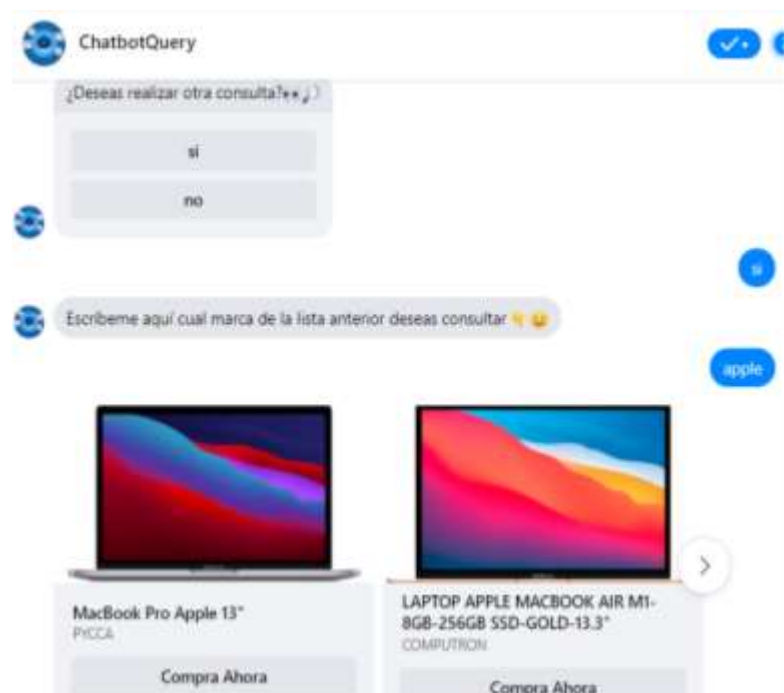 ChatbotQuery
¿Deseas realizar otra consulta?
si
no
si
Escribeme aquí cual marca de la lista anterior deseas consultar
apple
MacBook Pro Apple 13"
PYCCA
LAPTOP APPLE MACBOOK AIR M1-
8GB-256GB SSD-GOLD-13.3"
COMPUTRON
Compra Ahora
Compra Ahora